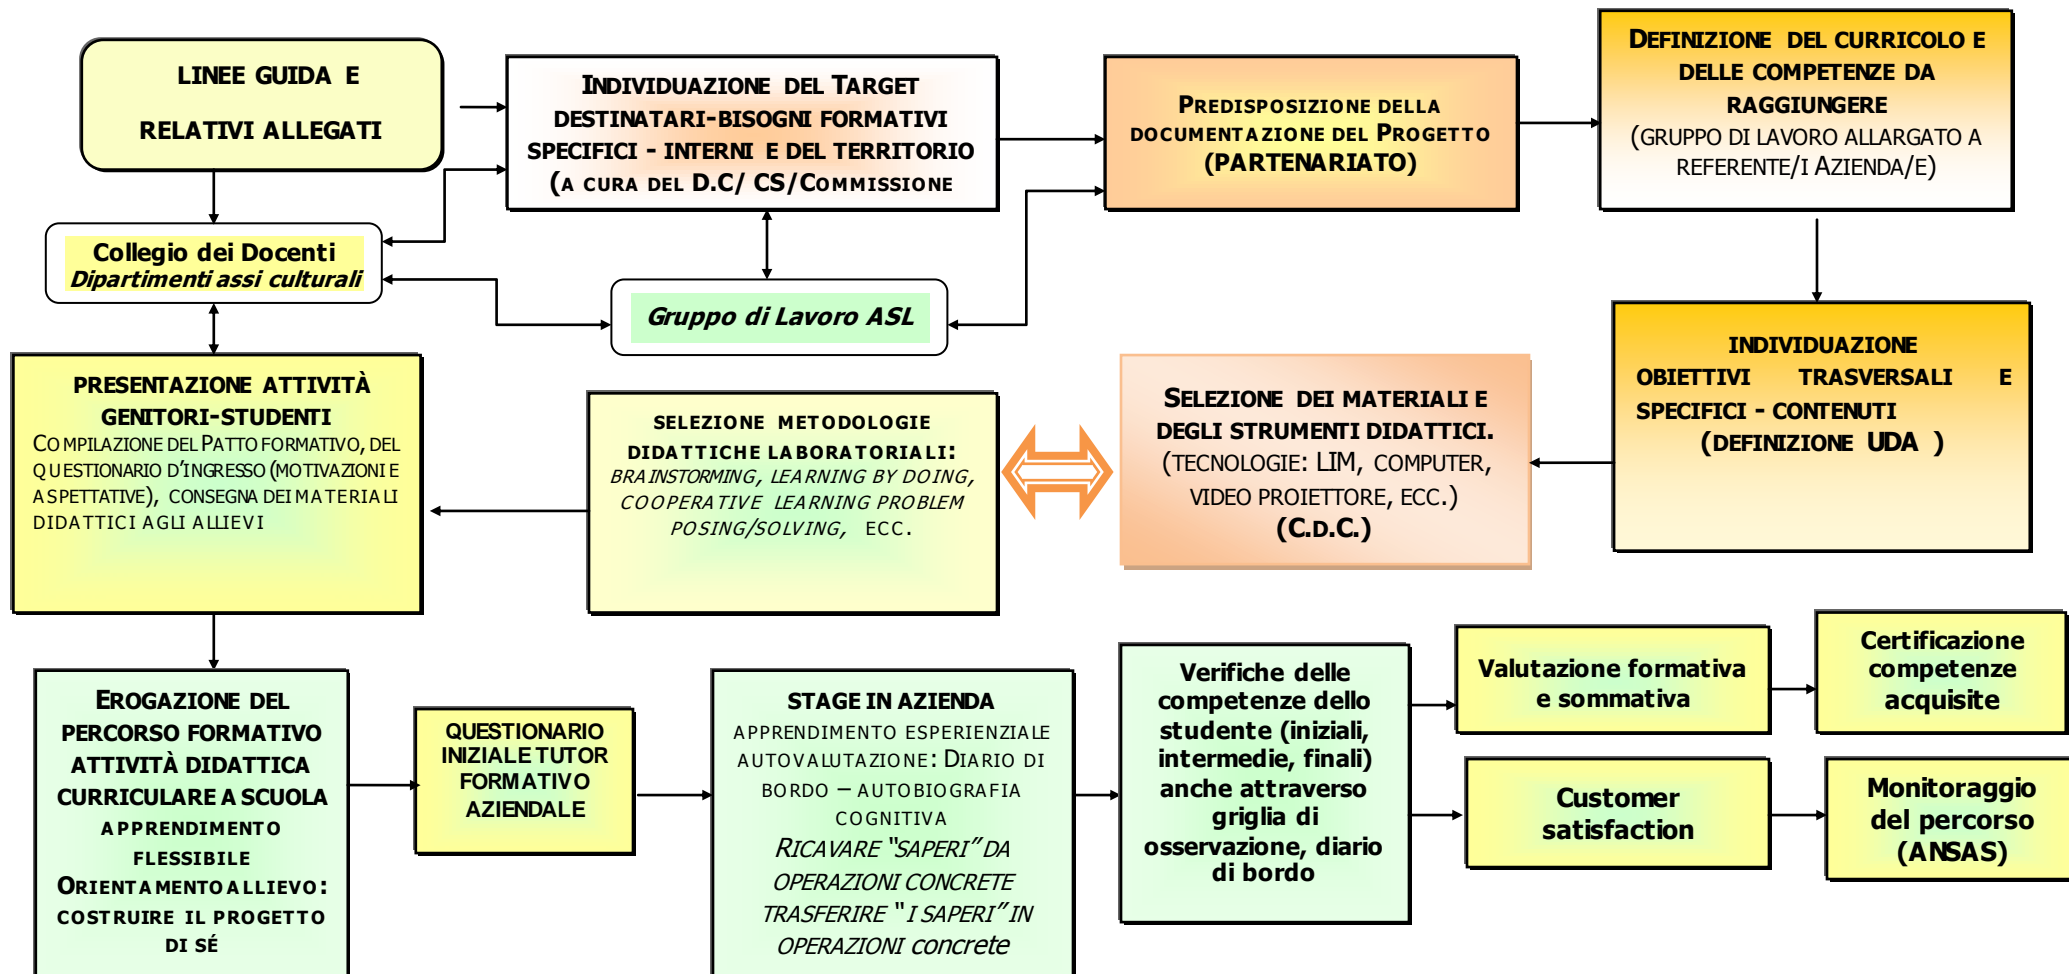 LINEE GUIDA E
RELATIVI ALLEGATI
INDIVIDUAZIONE DEL TARGET
DESTINATARI-BISOGNI FORMATIVI
SPECIFICI - INTERNI E DEL TERRITORIO
(A CURA DEL D.C/ CS/COMMISSIONE
PREDISPOSIZIONE DELLA
DOCUMENTAZIONE DEL PROGETTO
(PARTENARIATO)
DEFINIZIONE DEL CURRICOLO E
DELLE COMPETENZE DA
RAGGIUNGERE
(GRUPPO DI LAVORO ALLARGATO A
REFERENTE/I AZIENDA/E)
Collegio dei Docenti
Dipartimenti assi culturali
Gruppo di Lavoro ASL
PRESENTAZIONE ATTIVITÀ
GENITORI-STUDENTI
COMPILAZIONE DEL PATTO FORMATIVO, DEL
QUESTIONARIO D'INGRESSO (MOTIVAZIONI E
ASPETTATIVE), CONSEGNA DEI MATERIALI
DIDATTICI AGLI ALLIEVI
SELEZIONE METODOLOGIE
DIDATTICHE LABORATORIALI:
BRAINSTORMING, LEARNING BY DOING,
COOPERATIVE LEARNING PROBLEM
POSING/SOLVING, ECC.
SELEZIONE DEI MATERIALI E
DEGLI STRUMENTI DIDATTICI.
(TECNOLOGIE: LIM, COMPUTER,
VIDEO PROIETTORE, ECC.)
(C.D.C.)
INDIVIDUAZIONE
OBIETTIVI TRASVERSALI E
SPECIFICI - CONTENUTI
(DEFINIZIONE UDA )
EROGAZIONE DEL
PERCORSO FORMATIVO
ATTIVITÀ DIDATTICA
CURRICULARE A SCUOLA
APPRENDIMENTO
FLESSIBILE
ORIENTAMENTO ALLIEVO:
COSTRUIRE IL PROGETTO
DI SÉ
QUESTIONARIO
INIZIALE TUTOR
FORMATIVO
AZIENDALE
STAGE IN AZIENDA
APPRENDIMENTO ESPERIENZIALE
AUTOVALUTAZIONE: DIARIO DI
BORDO – AUTOBIOGRAFIA
COGNITIVA
RICAVARE "SAPERI" DA
OPERAZIONI CONCRETE
TRASFERIRE "I SAPERI" IN
OPERAZIONI concrete
Verifiche delle
competenze dello
studente (iniziali,
intermedie, finali)
anche attraverso
griglia di
osservazione, diario
di bordo
Valutazione formativa
e sommativa
Certificazione
competenze
acquisite
Customer
satisfaction
Monitoraggio
del percorso
(ANSAS)